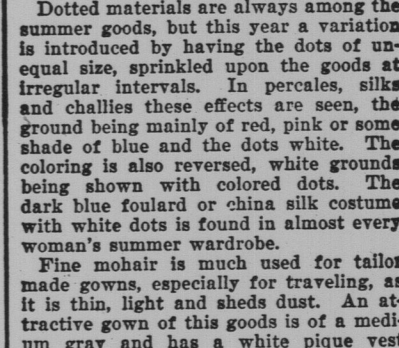 Dotted materials are always among the
summer goods, but this year a variation
is introduced by having the dots of un-
equal size, sprinkled upon the goods at
irregular intervals. In percales, silks
and challies these effects are seen, the
ground being mainly of red, pink or some
shade of blue and the dots white. The
coloring is also reversed, white grounds
being shown with colored dots. The
dark blue foulard or china silk costume
with white dots is found in almost every
woman's summer wardrobe.
Fine mohair is much used for tailor
made gowns, especially for traveling, as
it is thin, light and sheds dust. An at-
tractive gown of this goods is of a medi-
um gray and has a white pique vest